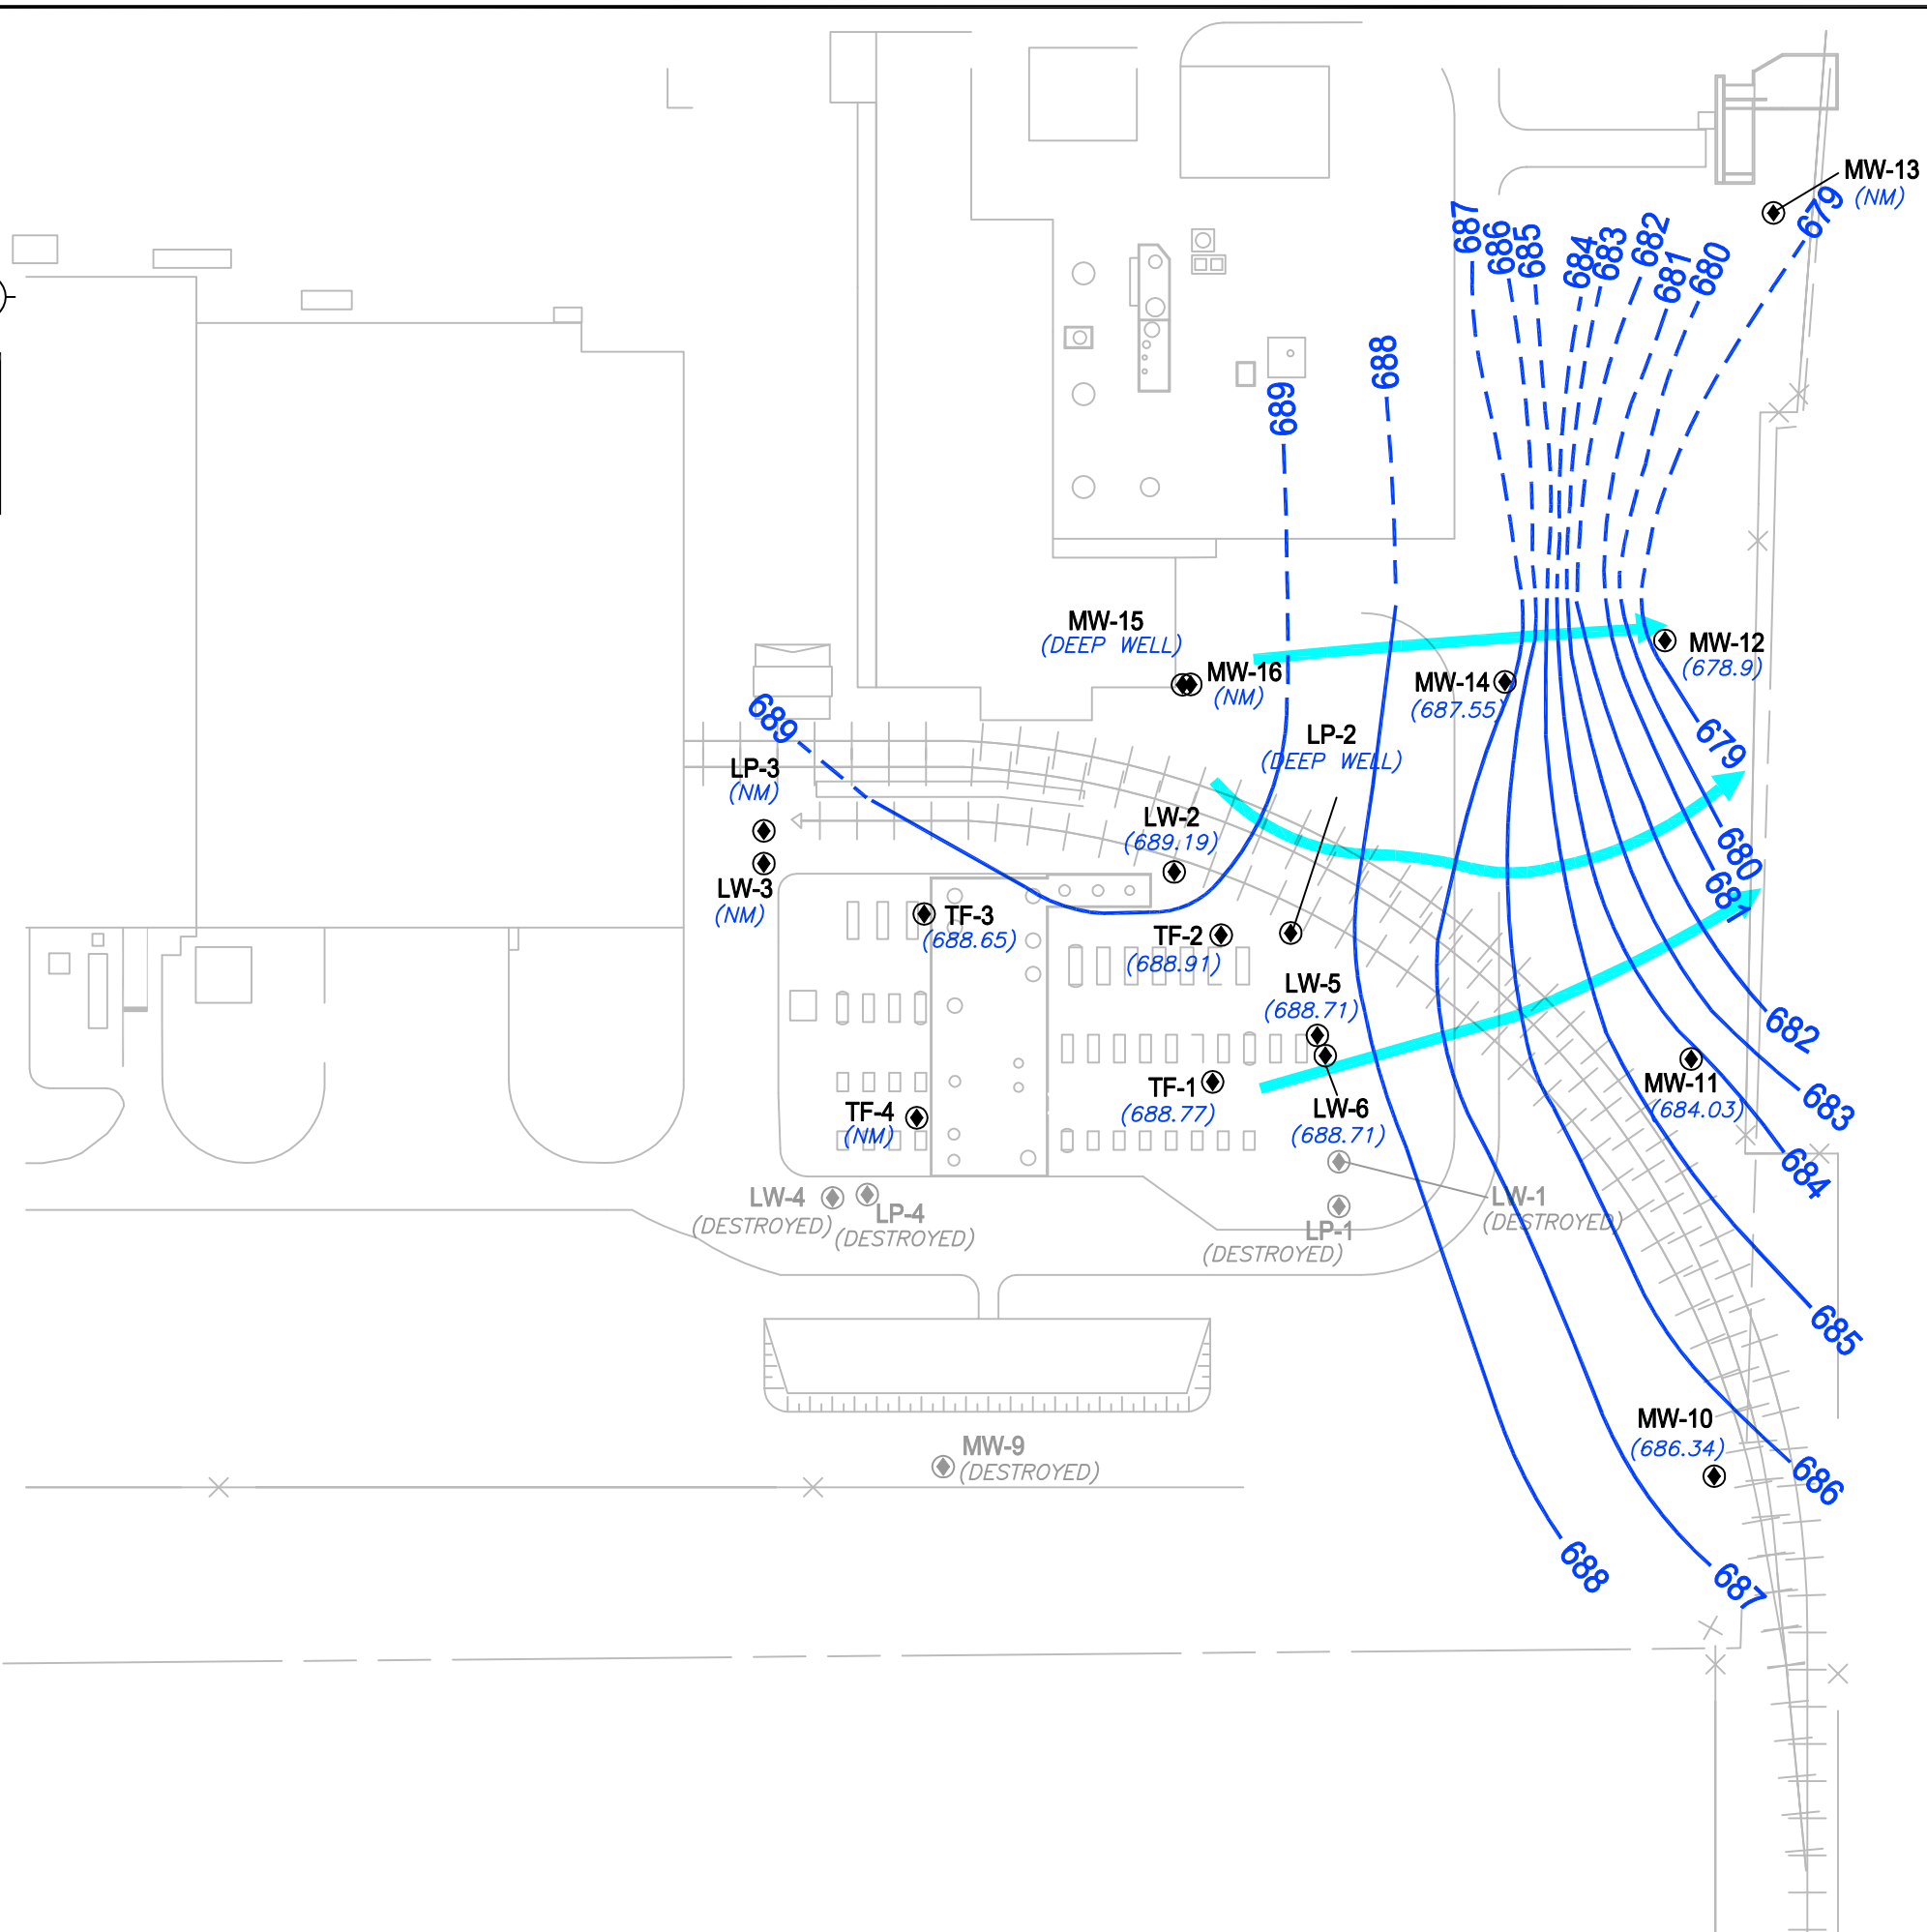 MW-13
(NM)
679
687
686
685
684
683
682
681
680
688
689
MW-15
(DEEP WELL)
MW-16
(NM)
MW-12
(678.9)
MW-14
(687.55)
689
LP-2
(DEEP WELL)
679
LP-3
(NM)
LW-2
(689.19)
LW-3
(NM)
680
681
TF-3
(688.65)
TF-2
(688.91)
LW-5
(688.71)
682
TF-1
(688.77)
LW-6
(688.71)
MW-11
(684.03)
683
TF-4
(NM)
684
LW-4
(DESTROYED)
LP-4
(DESTROYED)
LW-1
(DESTROYED)
LP-1
(DESTROYED)
685
MW-10
(686.34)
MW-9
(DESTROYED)
686
688
687